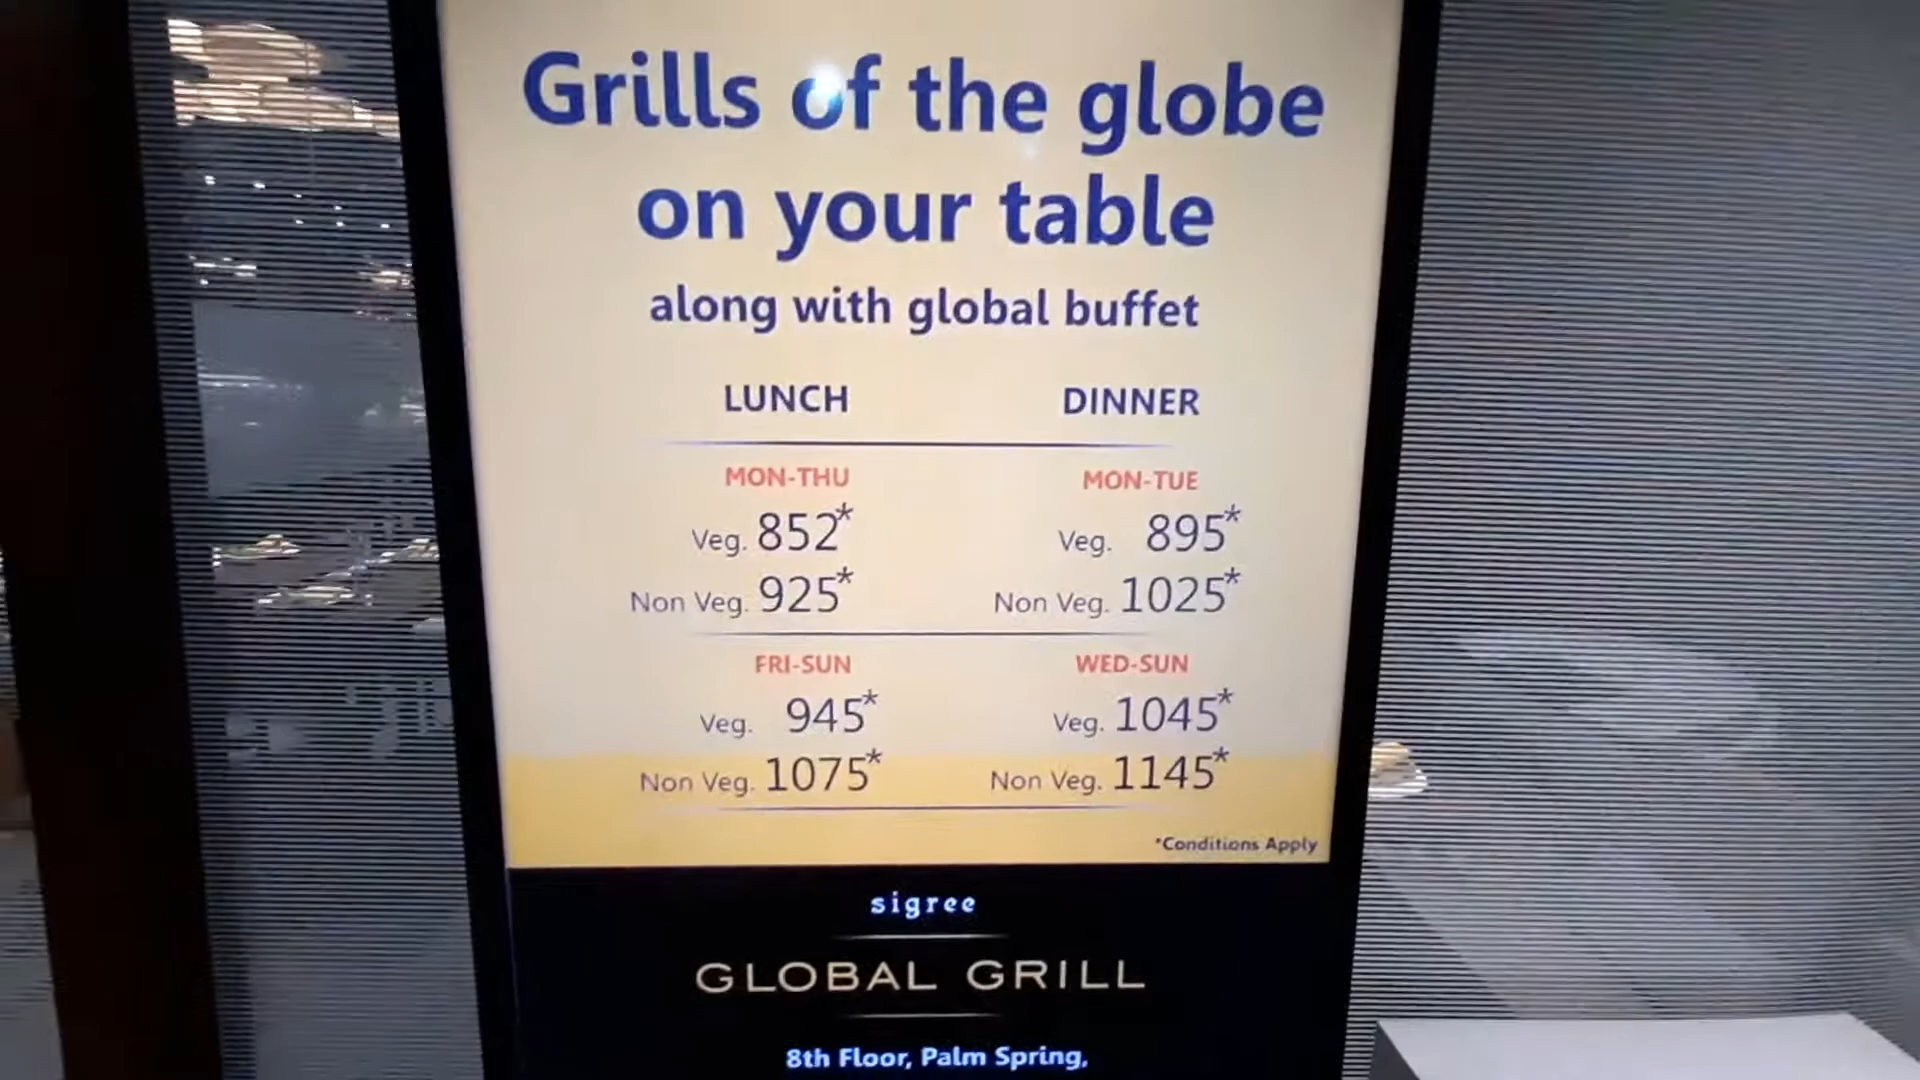 Grills of the globe
on your table
along with global buffet
LUNCH DINNER
MON-THU MON-TUE
Veg. 852* Veg. 895*
Non Veg. 925* Non Veg. 1025*
FRI-SUN WED-SUN
Veg. 945* Veg. 1045*
Non Veg. 1075* Non Veg. 1145*
*Conditions Apply
sigree
GLOBAL GRILL
8th Floor, Palm Spring,